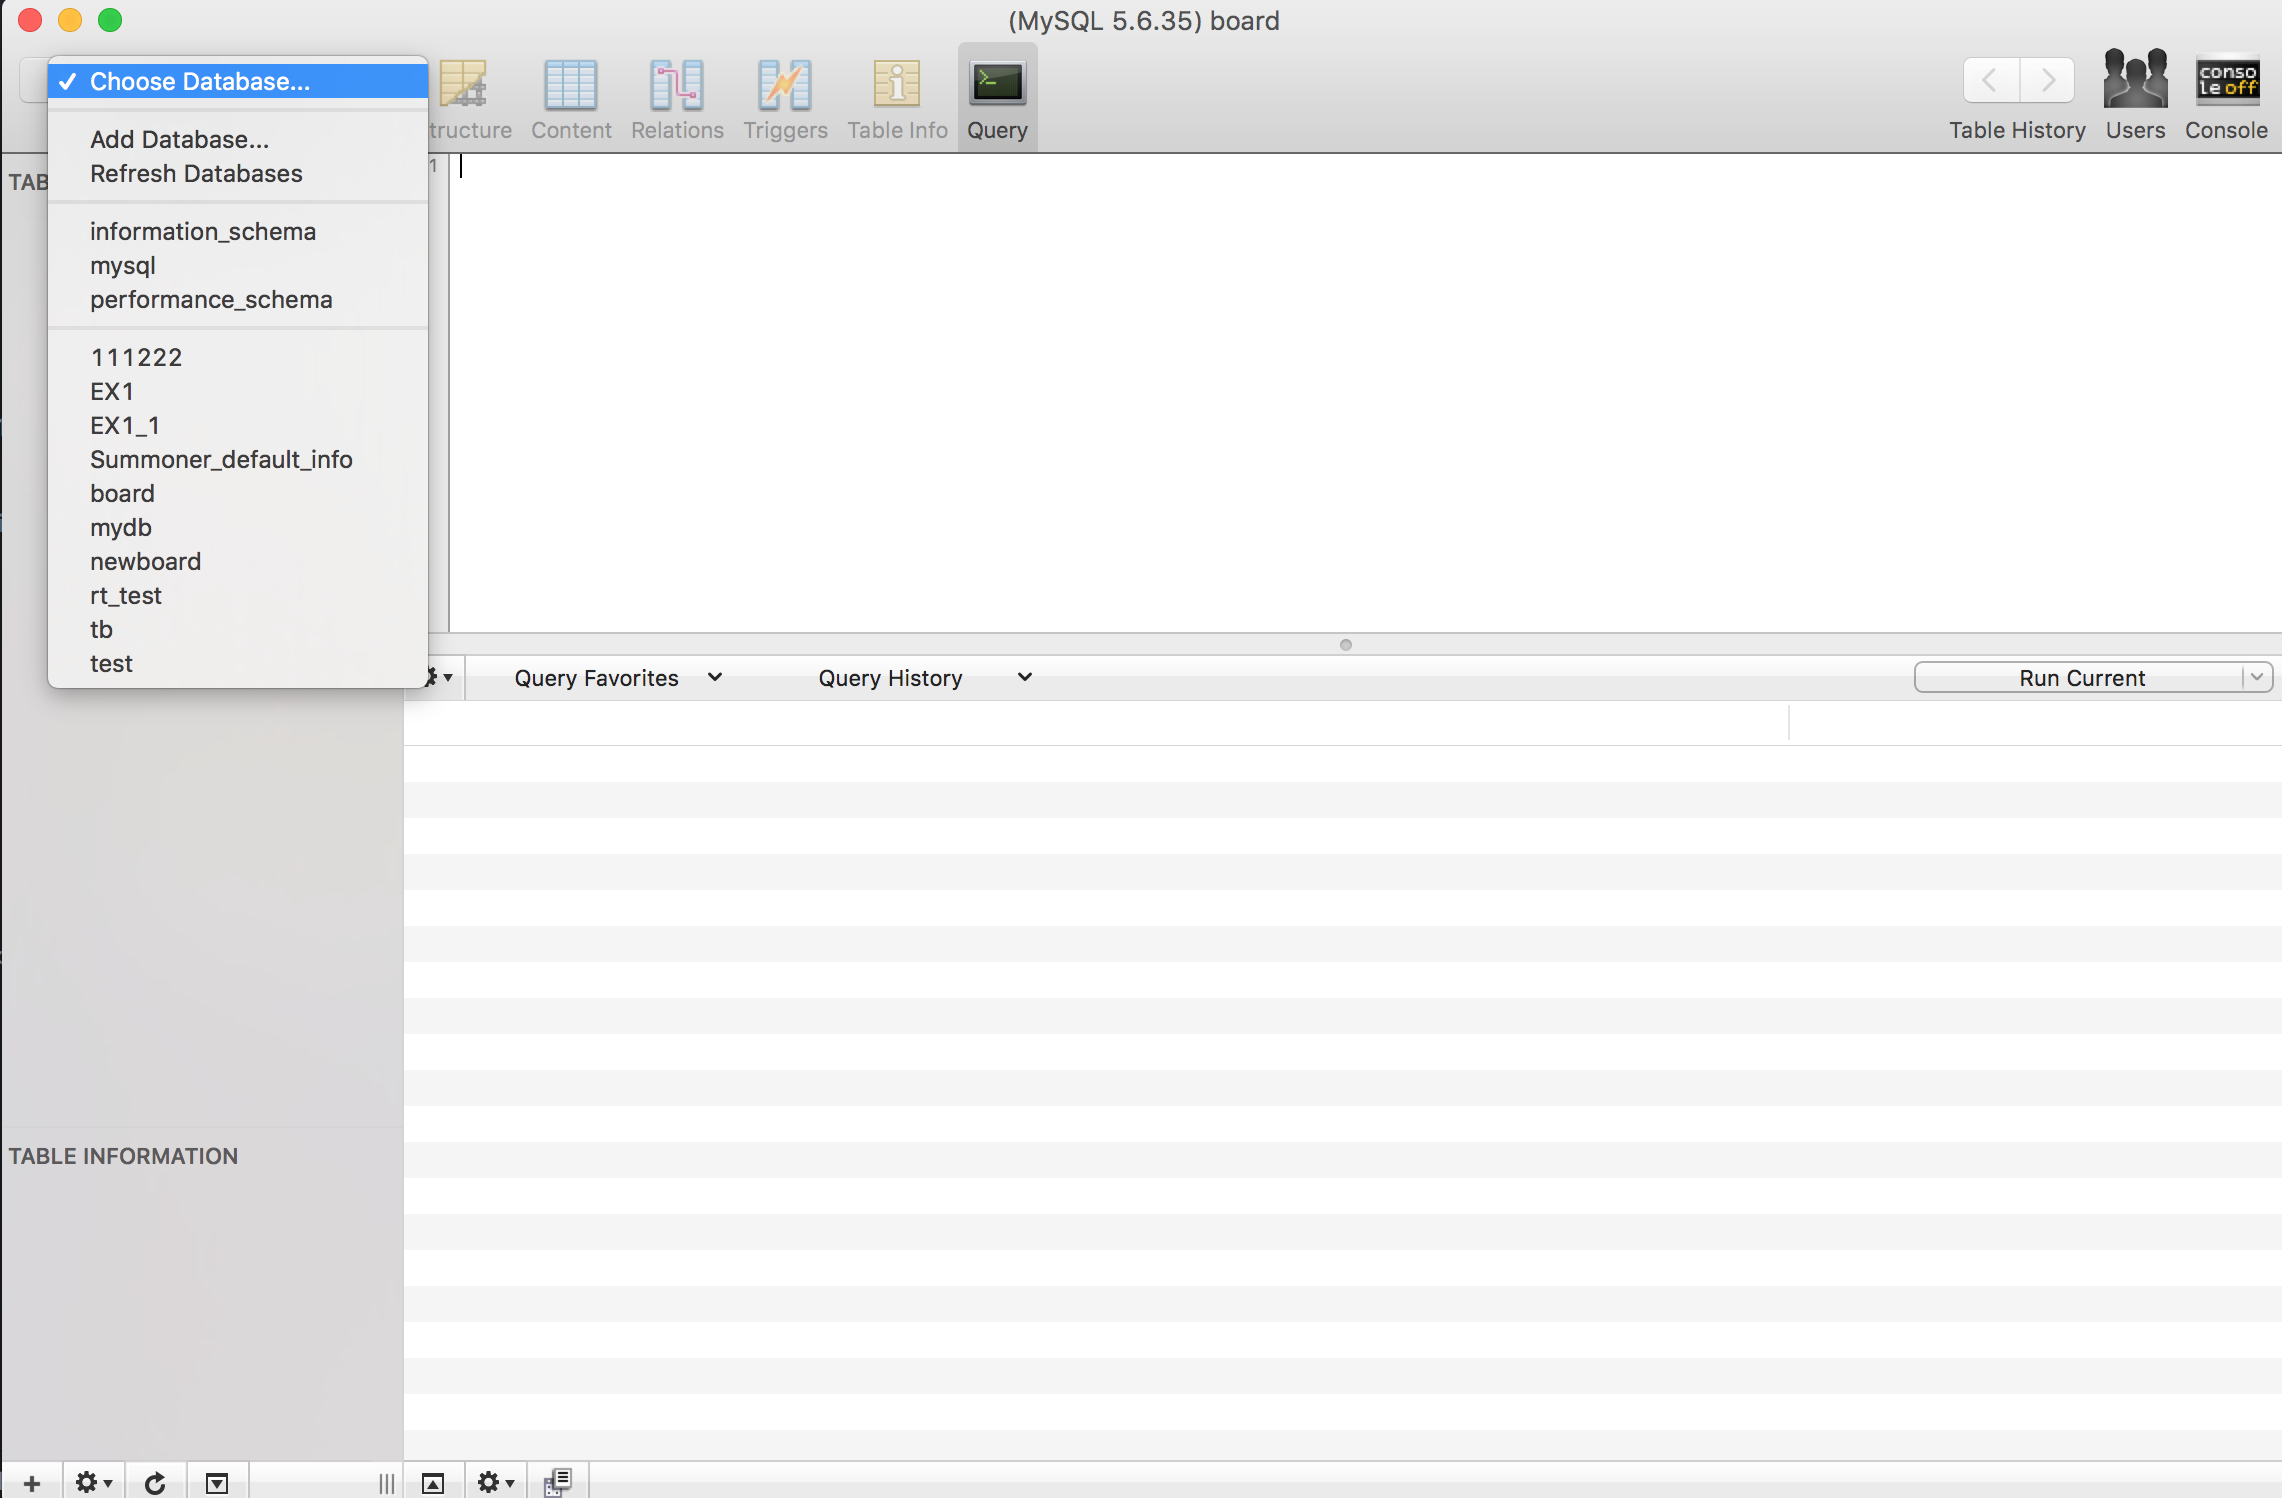 (MySQL 5.6.35) board
Choose Database...
Add Database...
Refresh Databases
information_schema
mysql
performance_schema
111222
EX1
EX1_1
Summoner_default_info
board
mydb
newboard
rt_test
tb
test
tructure
Content
Relations
Triggers
Table Info
Query
Table History
Users
conso
le off
Console
TAB
1
Query Favorites
Query History
Run Current
TABLE INFORMATION